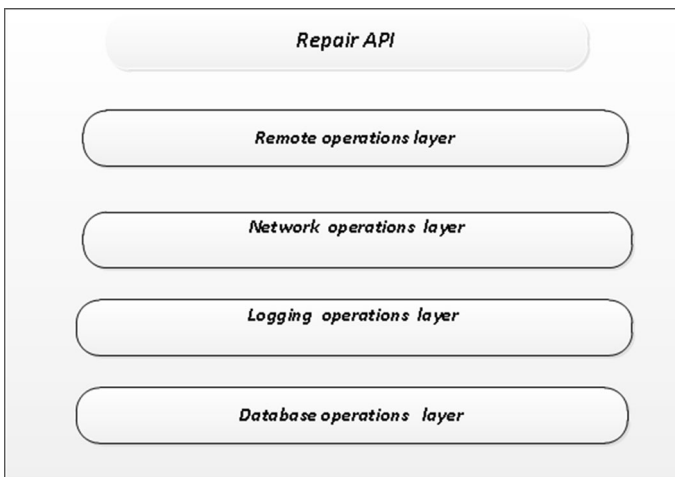 Repair API
Remote operations layer
Network operations layer
Logging operations layer
Database operations layer